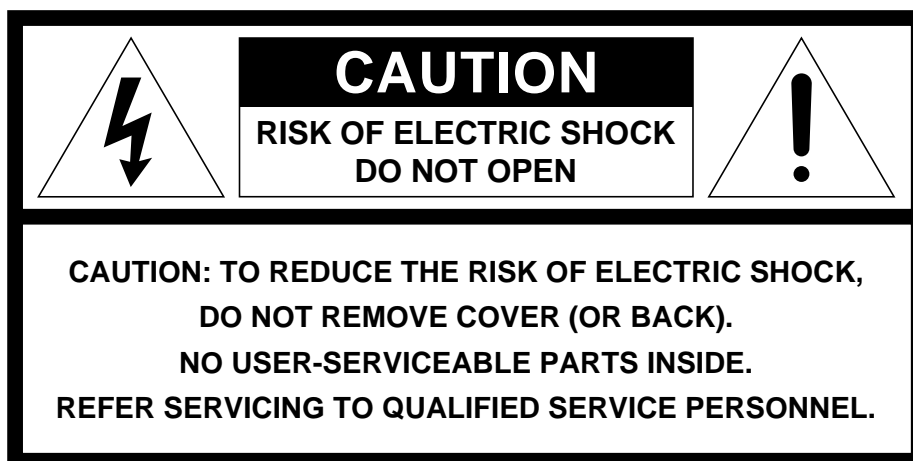 CAUTION
RISK OF ELECTRIC SHOCK
DO NOT OPEN
CAUTION: TO REDUCE THE RISK OF ELECTRIC SHOCK,
DO NOT REMOVE COVER (OR BACK).
NO USER-SERVICEABLE PARTS INSIDE.
REFER SERVICING TO QUALIFIED SERVICE PERSONNEL.